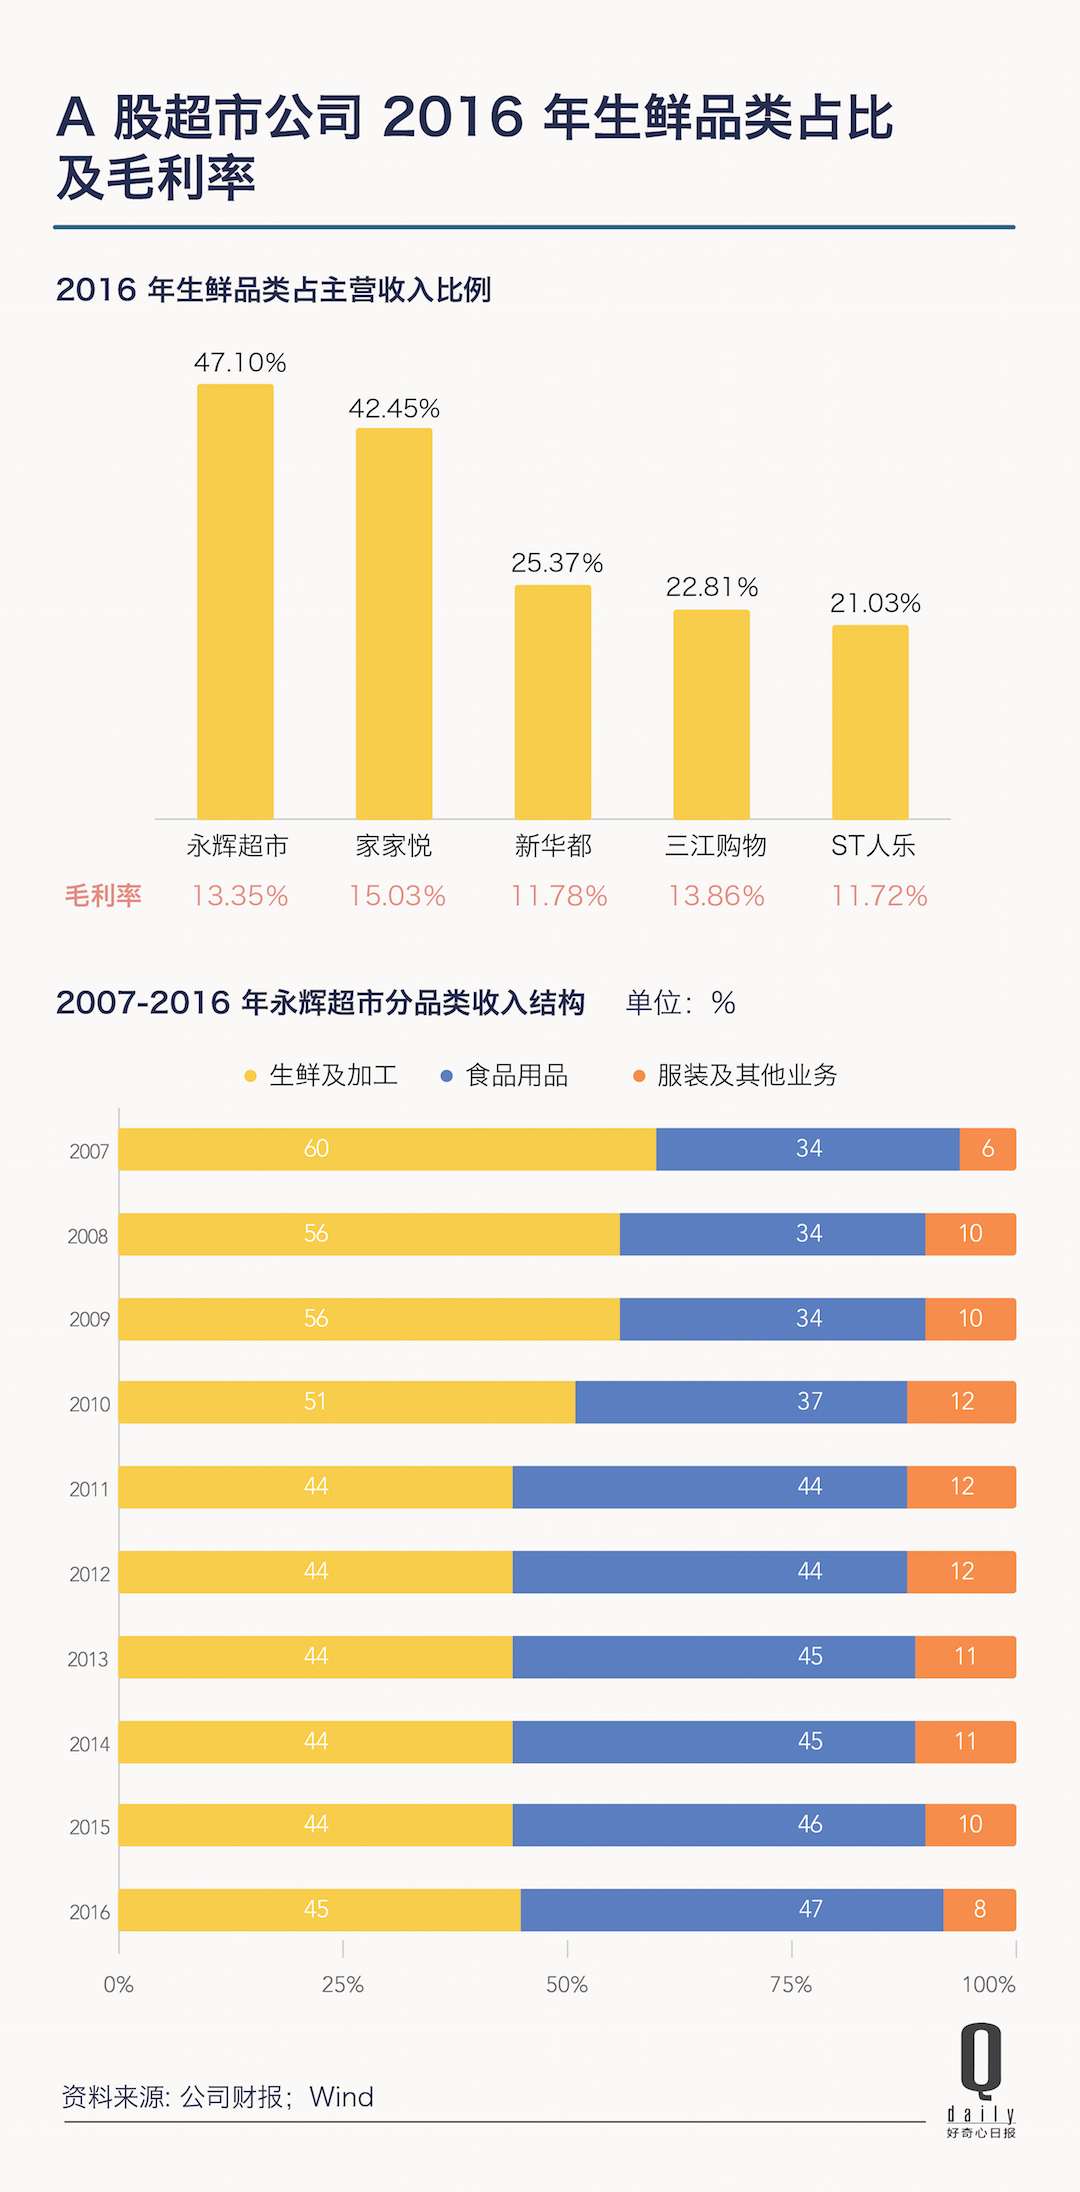 A 股超市公司 2016 年生鲜品类占比
及毛利率
2016 年生鲜品类占主营收入比例
47.10%
42.45%
25.37%
22.81%
21.03%
永辉超市 家家悦 新华都 三江购物 ST人乐
毛利率 13.35% 15.03% 11.78% 13.86% 11.72%
2007-2016 年永辉超市分品类收入结构 单位：%
生鲜及加工 食品用品 服装及其他业务
2007 60 34 6
2008 56 34 10
2009 56 34 10
2010 51 37 12
2011 44 44 12
2012 44 44 12
2013 44 45 11
2014 44 45 11
2015 44 46 10
2016 45 47 8
0% 25% 50% 75% 100%
资料来源: 公司财报；Wind
Q
daily
好奇心日报